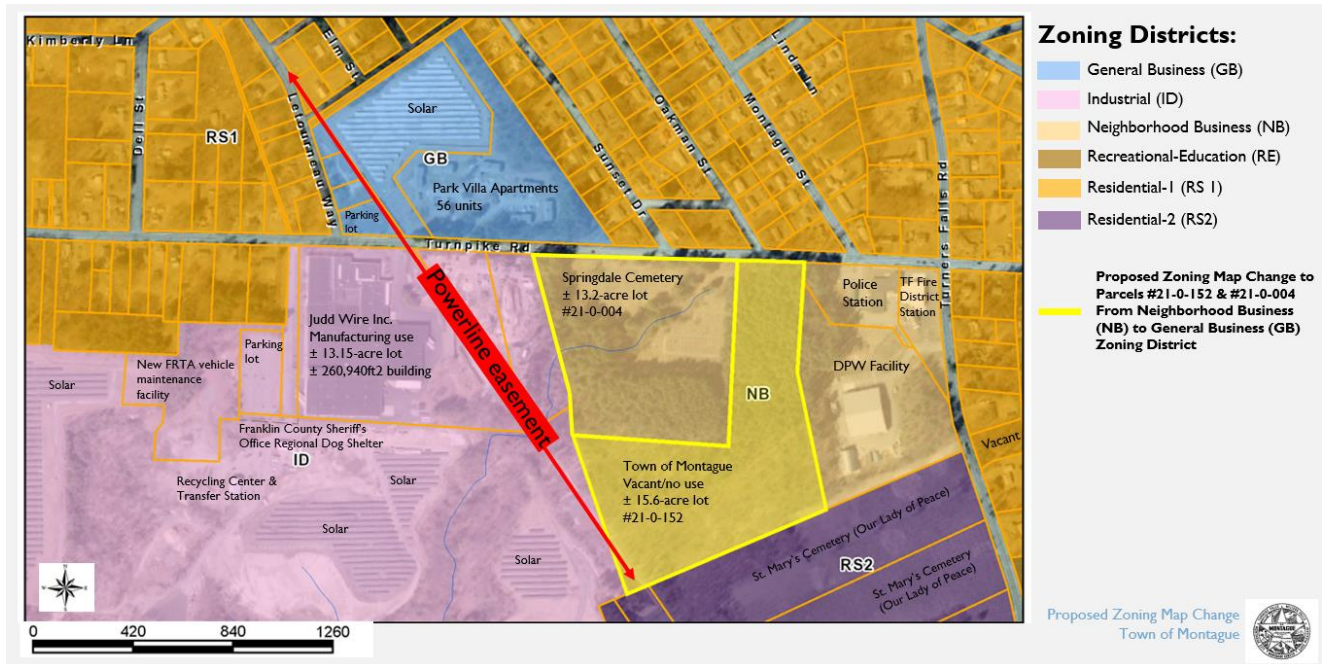 Zoning Districts:
General Business (GB)
Industrial (ID)
Neighborhood Business (NB)
Recreational-Education (RE)
Residential-1 (RS 1)
Residential-2 (RS2)
Proposed Zoning Map Change to
Parcels #21-0-152 & #21-0-004
From Neighborhood Business
(NB) to General Business (GB)
Zoning District
Kimberly Ln
Dell St
Elm St
Letourneau Way
RS1
Solar
GB
Park Villa Apartments
56 units
Parking
lot
Sunset Dr
Oakman St
Montague St
Linda Ln
Turners Falls Rd
Turnpike Rd
Powerline easement
Springdale Cemetery
± 13.2-acre lot
#21-0-004
Police
Station
TF Fire
District
Station
DPW Facility
NB
Judd Wire Inc.
Manufacturing use
± 13.15-acre lot
± 260,940ft2 building
Parking
lot
New FRTA vehicle
maintenance
facility
Solar
Franklin County Sheriff's
Office Regional Dog Shelter
ID
Recycling Center &
Transfer Station
Solar
Solar
Solar
Town of Montague
Vacant/no use
± 15.6-acre lot
#21-0-152
Vacant
St. Mary's Cemetery (Our Lady of Peace)
RS2
St. Mary's Cemetery
(Our Lady of Peace)
0 420 840 1260
Proposed Zoning Map Change
Town of Montague
MONTAGUE